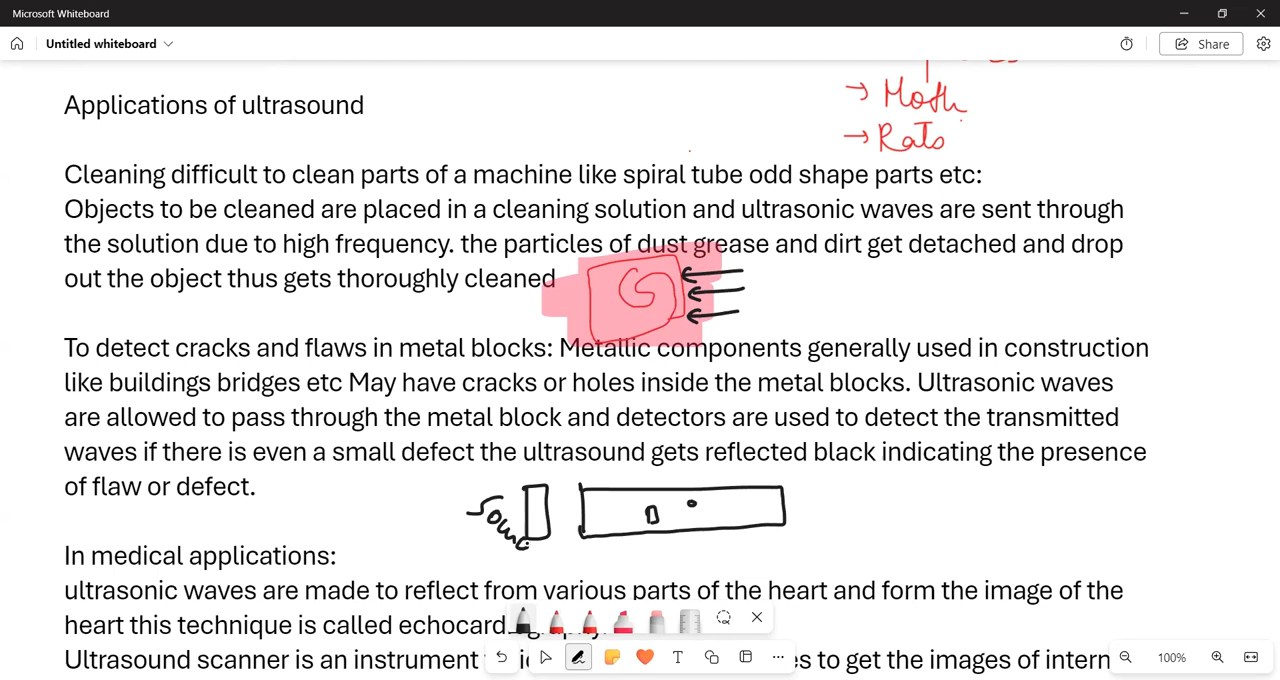 Microsoft Whiteboard
Untitled whiteboard
Share
→ Moth
→ Rats
Applications of ultrasound
Cleaning difficult to clean parts of a machine like spiral tube odd shape parts etc:
Objects to be cleaned are placed in a cleaning solution and ultrasonic waves are sent through
the solution due to high frequency. the particles of dust grease and dirt get detached and drop
out the object thus gets thoroughly cleaned
To detect cracks and flaws in metal blocks: Metallic components generally used in construction
like buildings bridges etc May have cracks or holes inside the metal blocks. Ultrasonic waves
are allowed to pass through the metal block and detectors are used to detect the transmitted
waves if there is even a small defect the ultrasound gets reflected black indicating the presence
of flaw or defect.
In medical applications:
ultrasonic waves are made to reflect from various parts of the heart and form the image of the
heart this technique is called
Ultrasound scanner is an instrument
to get the images of intern
100%